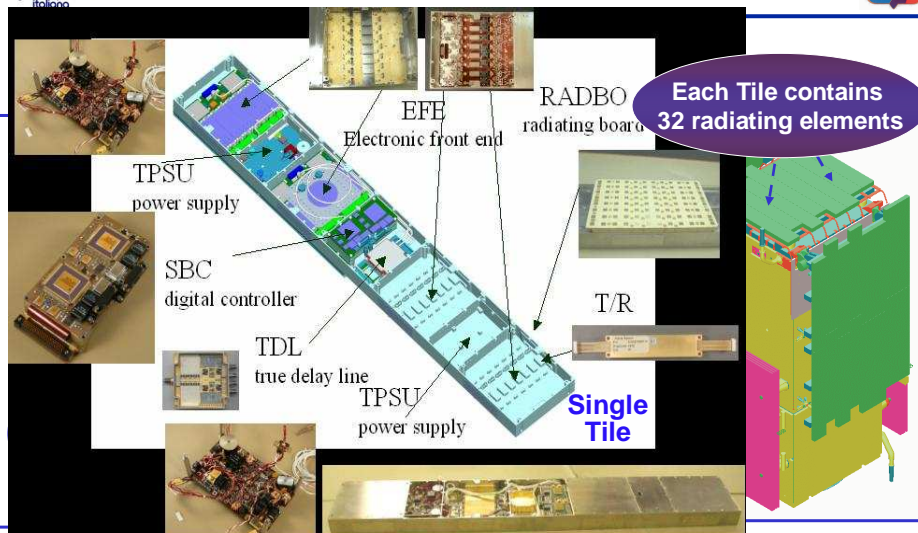 italiano
EFE
Electronic front end
RADBO
radiating board
Each Tile contains
32 radiating elements
TPSU
power supply
SBC
digital controller
T/R
TDL
true delay line
TPSU
power supply
Single
Tile